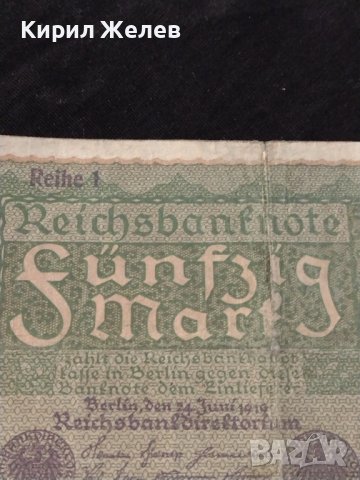 Кирил Желев
Reihe 1
Reichsbanknote
Fünfzig
Mark
zahlt die Reichsbankhaupt
kasse in Berlin gegen diese
Banknote dem Einlieferer
Berlin, den 24. Juni 1919
Reichsbankdirektorium
BAZAR